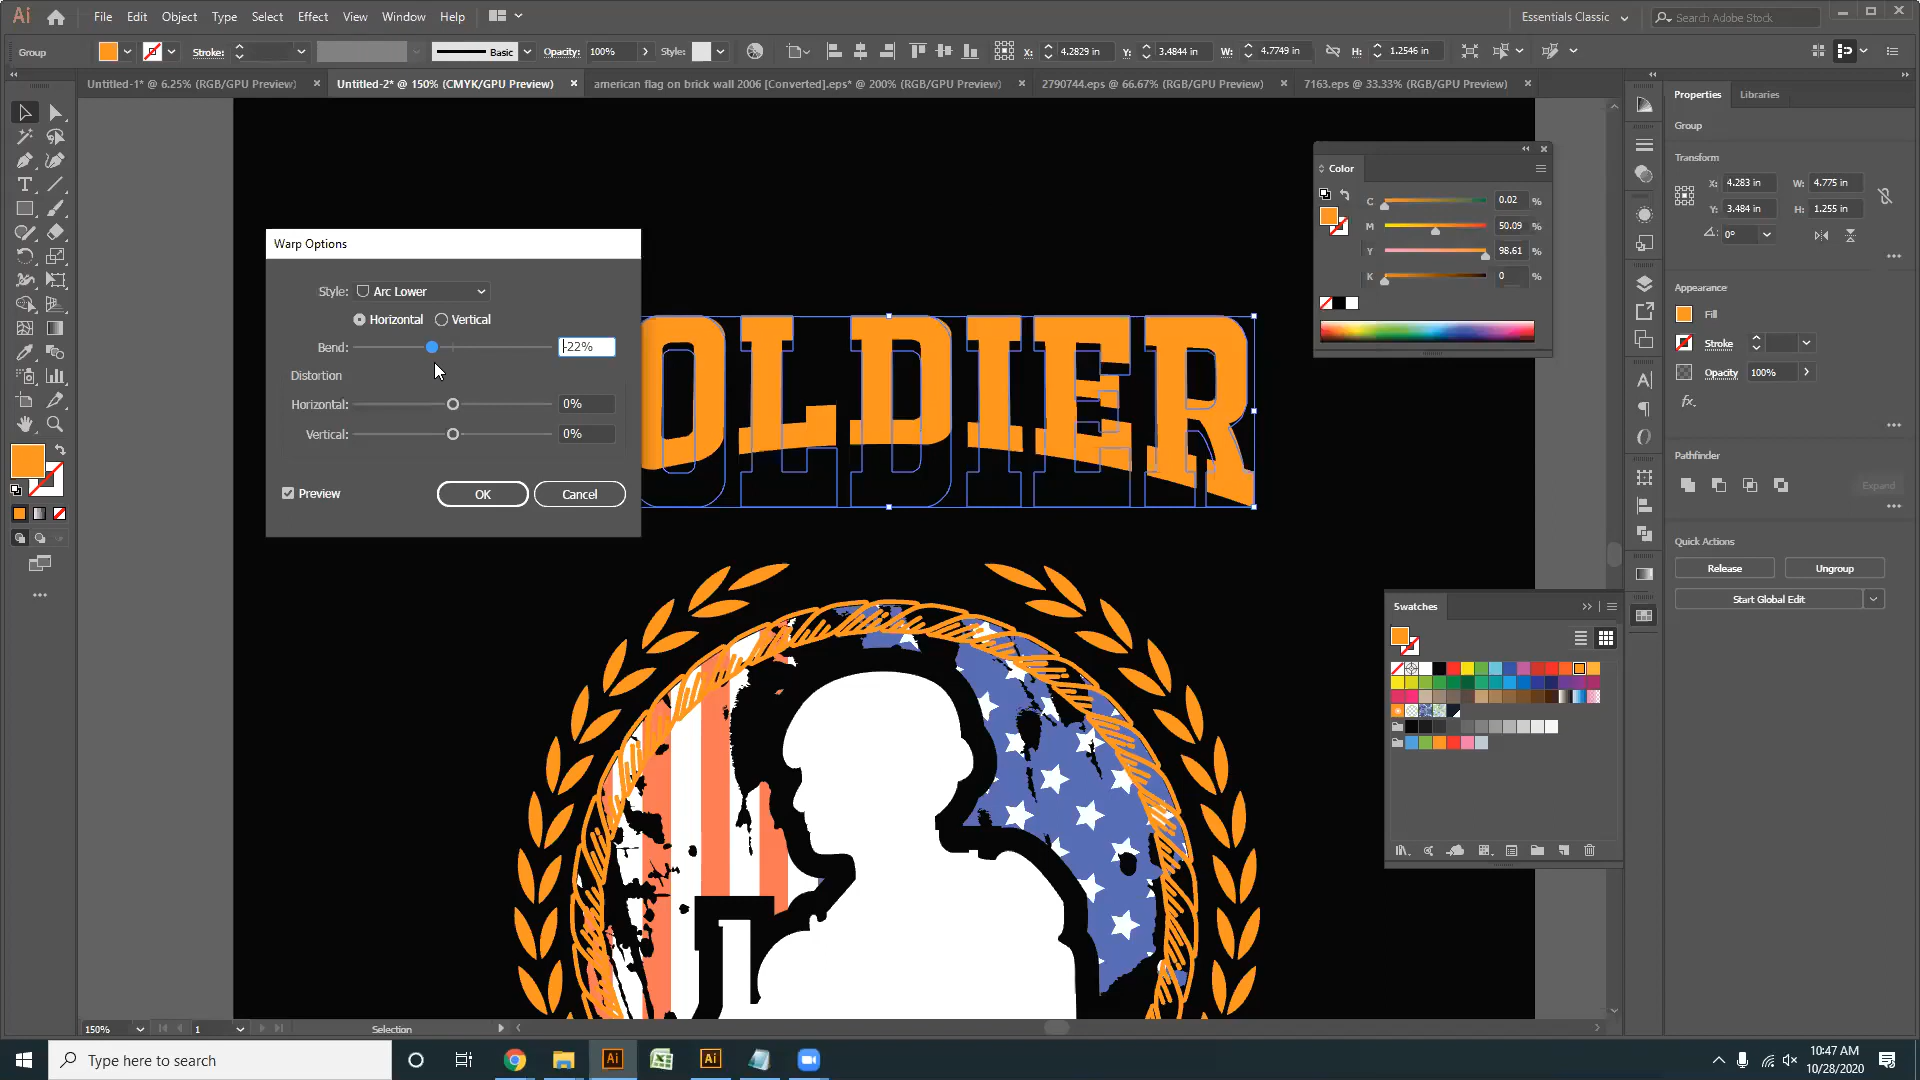 Ai File Edit Object Type Select Effect View Window Help Essentials Classic Search Adobe Stock
Group Stroke: Basic Opacity: 100% Style: X: 4.2829 in Y: 3.4844 in W: 4.7749 in H: 1.2546 in
Untitled-1* @ 6.25% (RGB/GPU Preview) × Untitled-2* @ 150% (CMYK/GPU Preview) × american flag on brick wall 2006 [Converted].eps* @ 200% (RGB/GPU Preview) × 2790744.eps @ 66.67% (RGB/GPU Preview) × 7163.eps @ 33.33% (RGB/GPU Preview) ×
Properties Libraries
Group
Transform
X: 4.283 in W: 4.775 in
Y: 3.484 in H: 1.255 in
0°
Appearance
Fill
Stroke
Opacity 100%
fx
Pathfinder
Expand
Quick Actions
Release Ungroup
Start Global Edit
Color
C 0.02 %
M 50.09 %
Y 98.61 %
K 0 %
Warp Options
Style: Arc Lower
Horizontal Vertical
Bend: -22%
Distortion
Horizontal: 0%
Vertical: 0%
Preview OK Cancel
OLDIER
Swatches
150% 1 Selection
Type here to search
Ai Ai
10:47 AM
10/28/2020